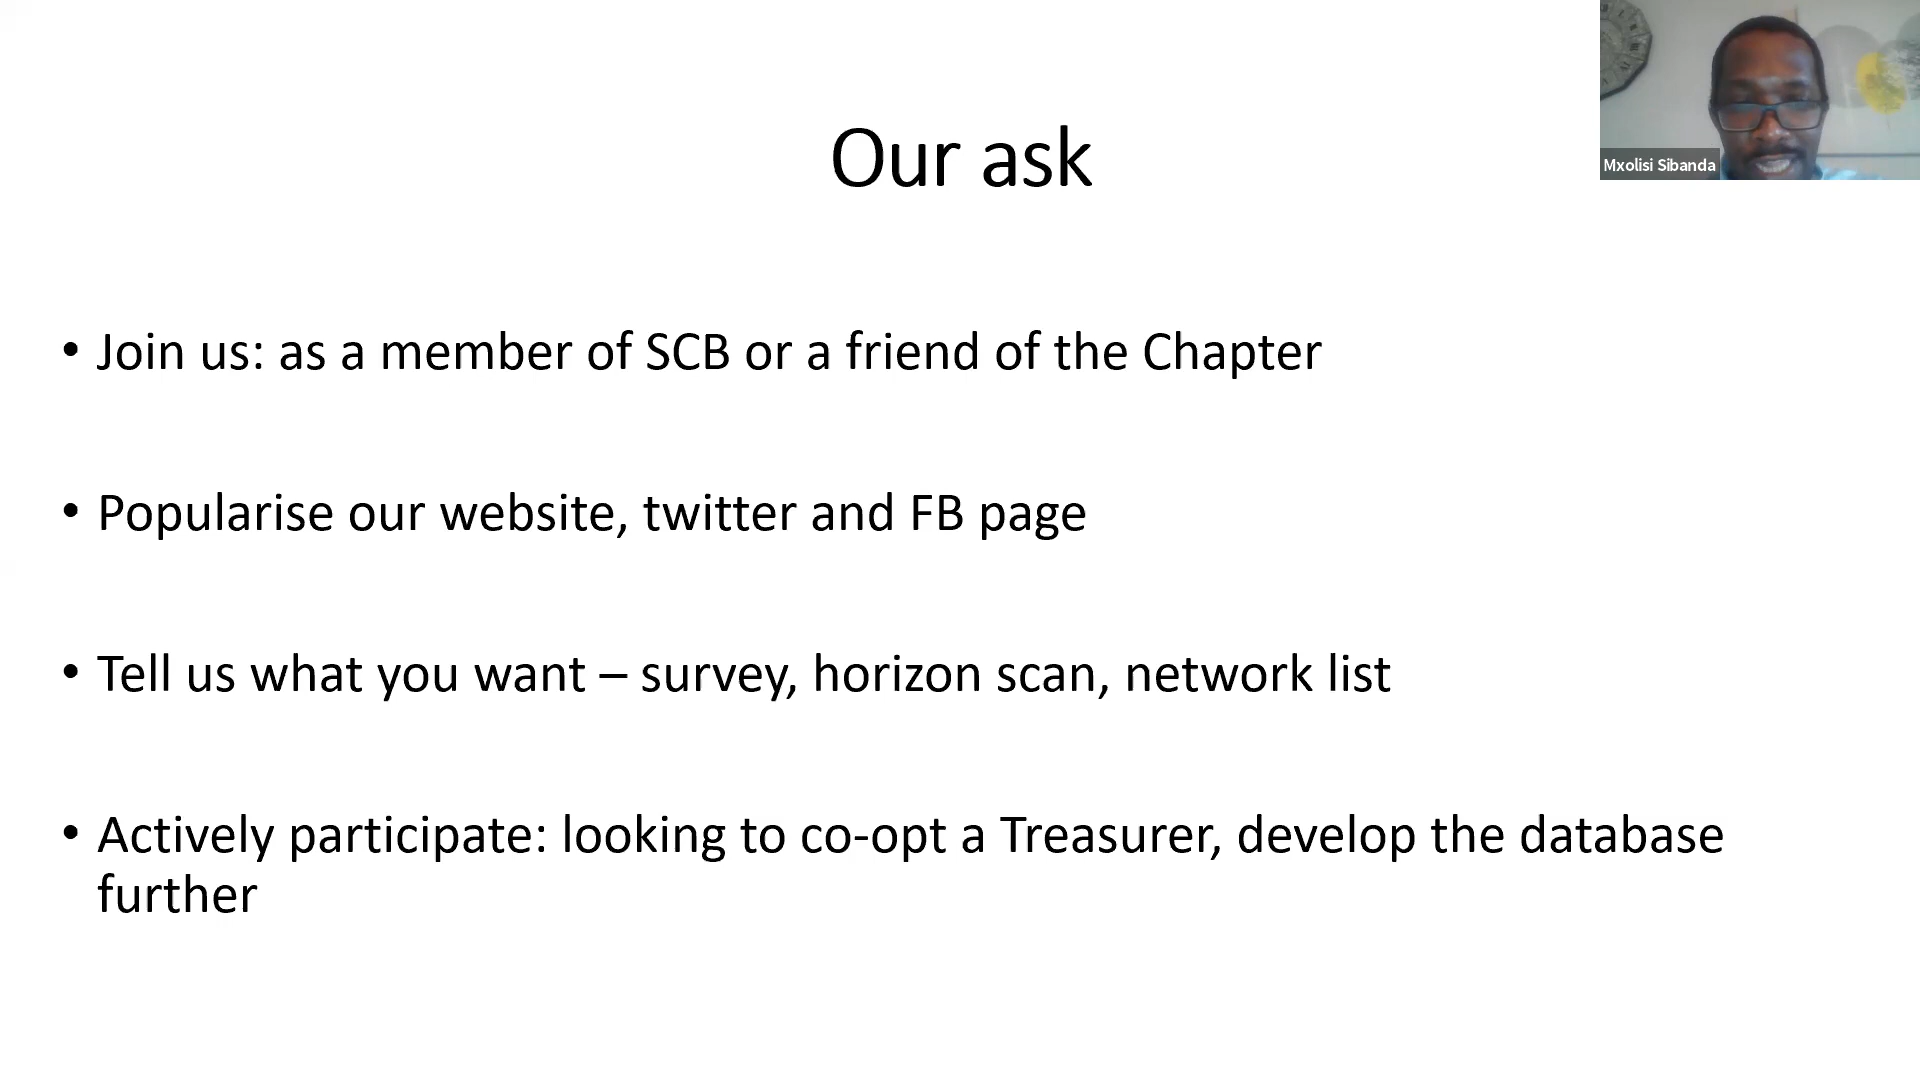 Our ask
Mxolisi Sibanda
• Join us: as a member of SCB or a friend of the Chapter
• Popularise our website, twitter and FB page
• Tell us what you want – survey, horizon scan, network list
• Actively participate: looking to co-opt a Treasurer, develop the database
further